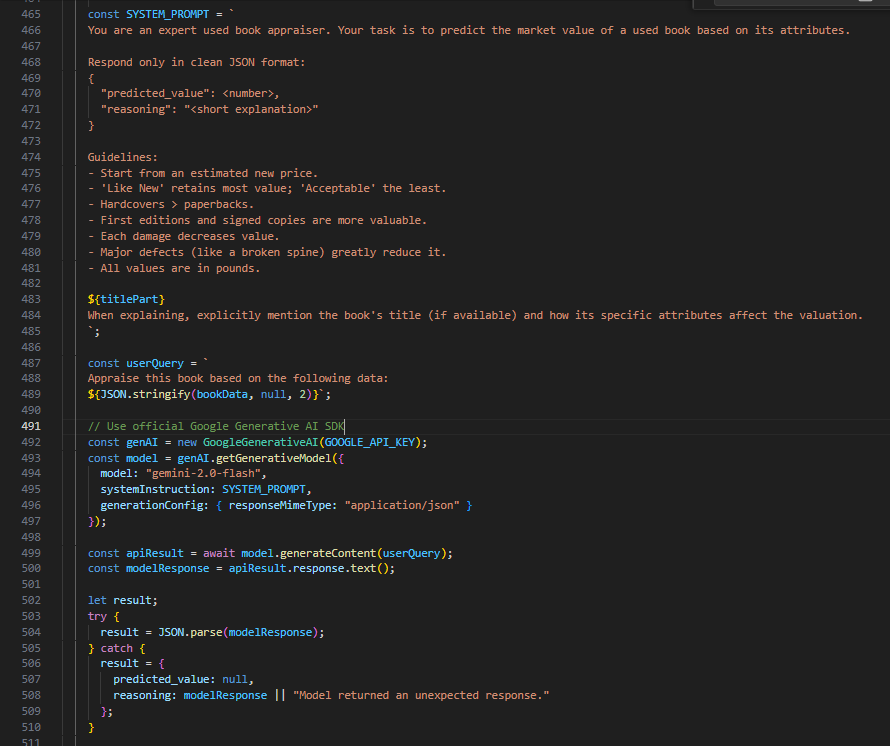 465 const SYSTEM_PROMPT = `
466 You are an expert used book appraiser. Your task is to predict the market value of a used book based on its attributes.
467
468 Respond only in clean JSON format:
469 {
470   "predicted_value": <number>,
471   "reasoning": "<short explanation>"
472 }
473
474 Guidelines:
475 - Start from an estimated new price.
476 - 'Like New' retains most value; 'Acceptable' the least.
477 - Hardcovers > paperbacks.
478 - First editions and signed copies are more valuable.
479 - Each damage decreases value.
480 - Major defects (like a broken spine) greatly reduce it.
481 - All values are in pounds.
482
483 ${titlePart}
484 When explaining, explicitly mention the book's title (if available) and how its specific attributes affect the valuation.
485 `;
486
487 const userQuery = `
488 Appraise this book based on the following data:
489 ${JSON.stringify(bookData, null, 2)}`;
490
491 // Use official Google Generative AI SDK
492 const genAI = new GoogleGenerativeAI(GOOGLE_API_KEY);
493 const model = genAI.getGenerativeModel({
494   model: "gemini-2.0-flash",
495   systemInstruction: SYSTEM_PROMPT,
496   generationConfig: { responseMimeType: "application/json" }
497 });
498
499 const apiResult = await model.generateContent(userQuery);
500 const modelResponse = apiResult.response.text();
501
502 let result;
503 try {
504   result = JSON.parse(modelResponse);
505 } catch {
506   result = {
507     predicted_value: null,
508     reasoning: modelResponse || "Model returned an unexpected response."
509   };
510 }
511